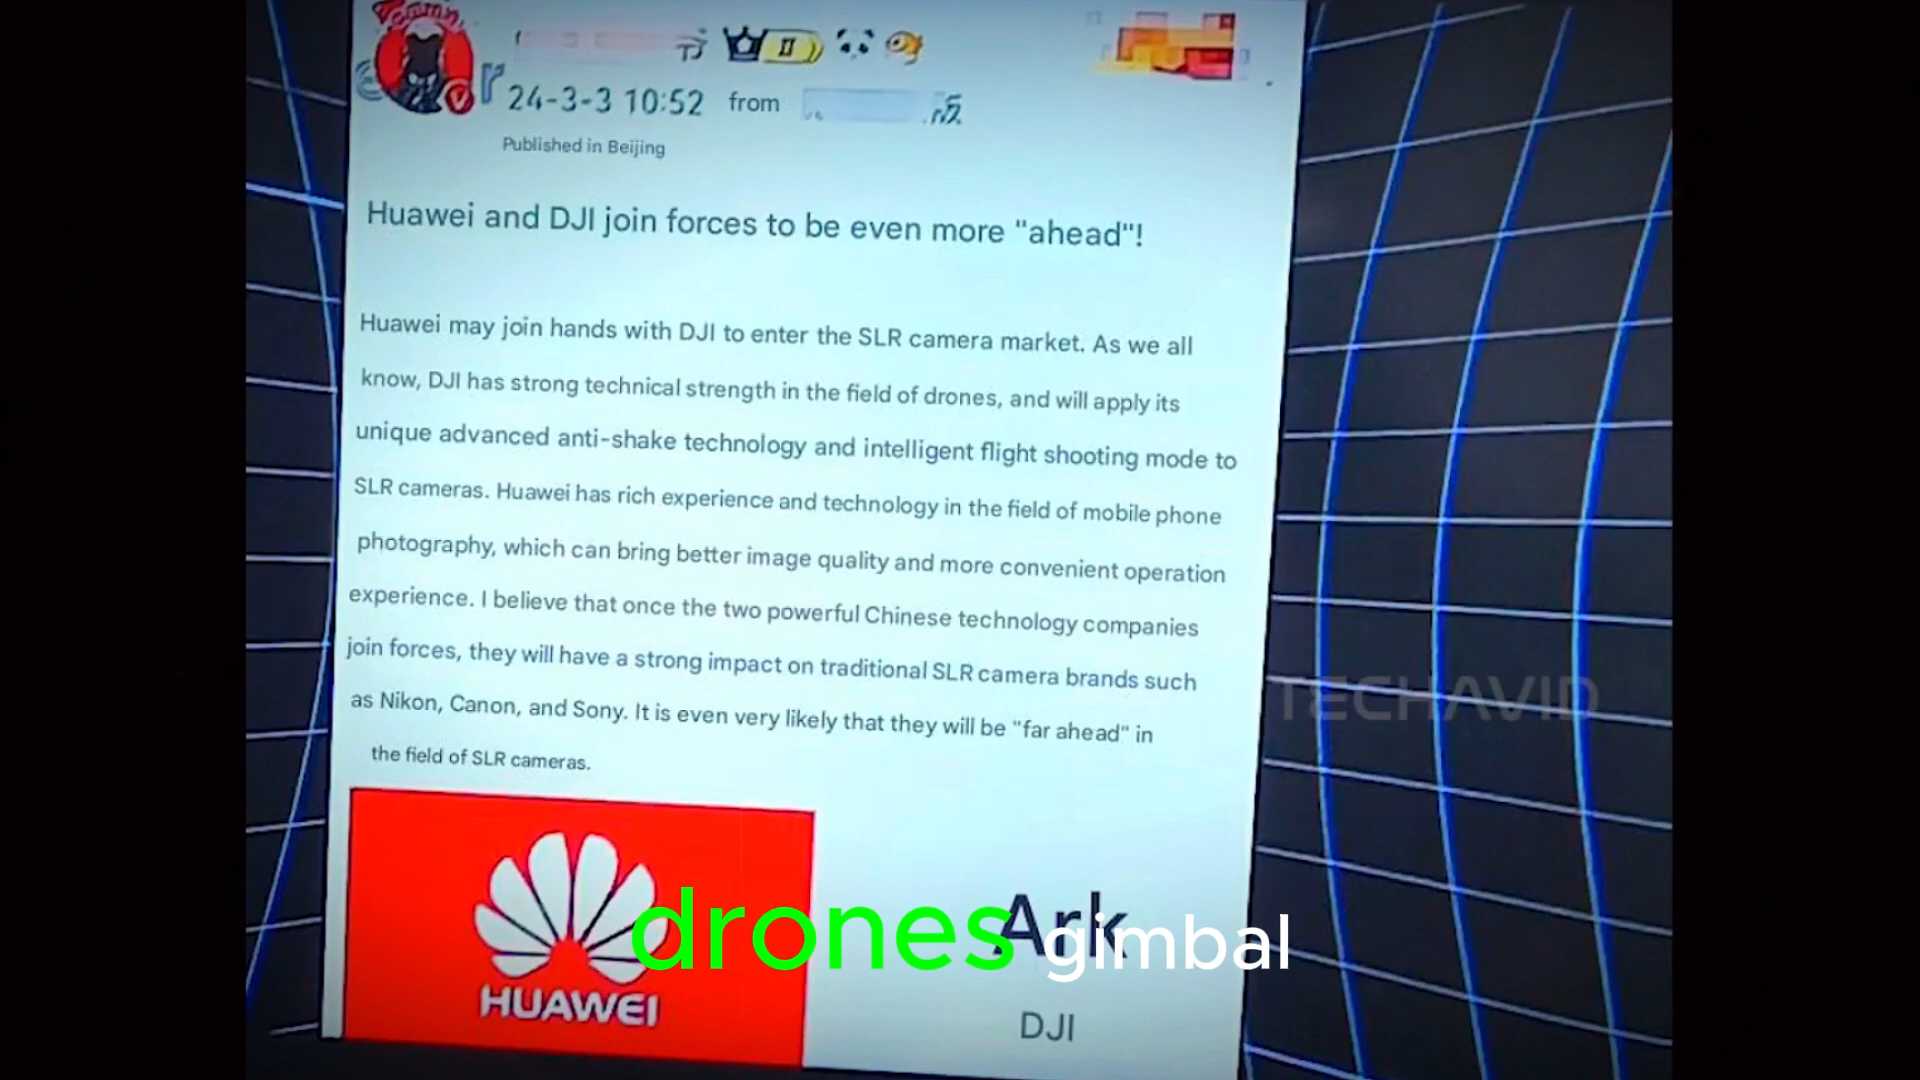 24-3-3 10:52 from
Published in Beijing
Huawei and DJI join forces to be even more "ahead"!
Huawei may join hands with DJI to enter the SLR camera market. As we all
know, DJI has strong technical strength in the field of drones, and will apply its
unique advanced anti-shake technology and intelligent flight shooting mode to
SLR cameras. Huawei has rich experience and technology in the field of mobile phone
photography, which can bring better image quality and more convenient operation
experience. I believe that once the two powerful Chinese technology companies
join forces, they will have a strong impact on traditional SLR camera brands such
as Nikon, Canon, and Sony. It is even very likely that they will be "far ahead" in
the field of SLR cameras.
TECHAVID
Ark
drones gimbal
HUAWEI
DJI